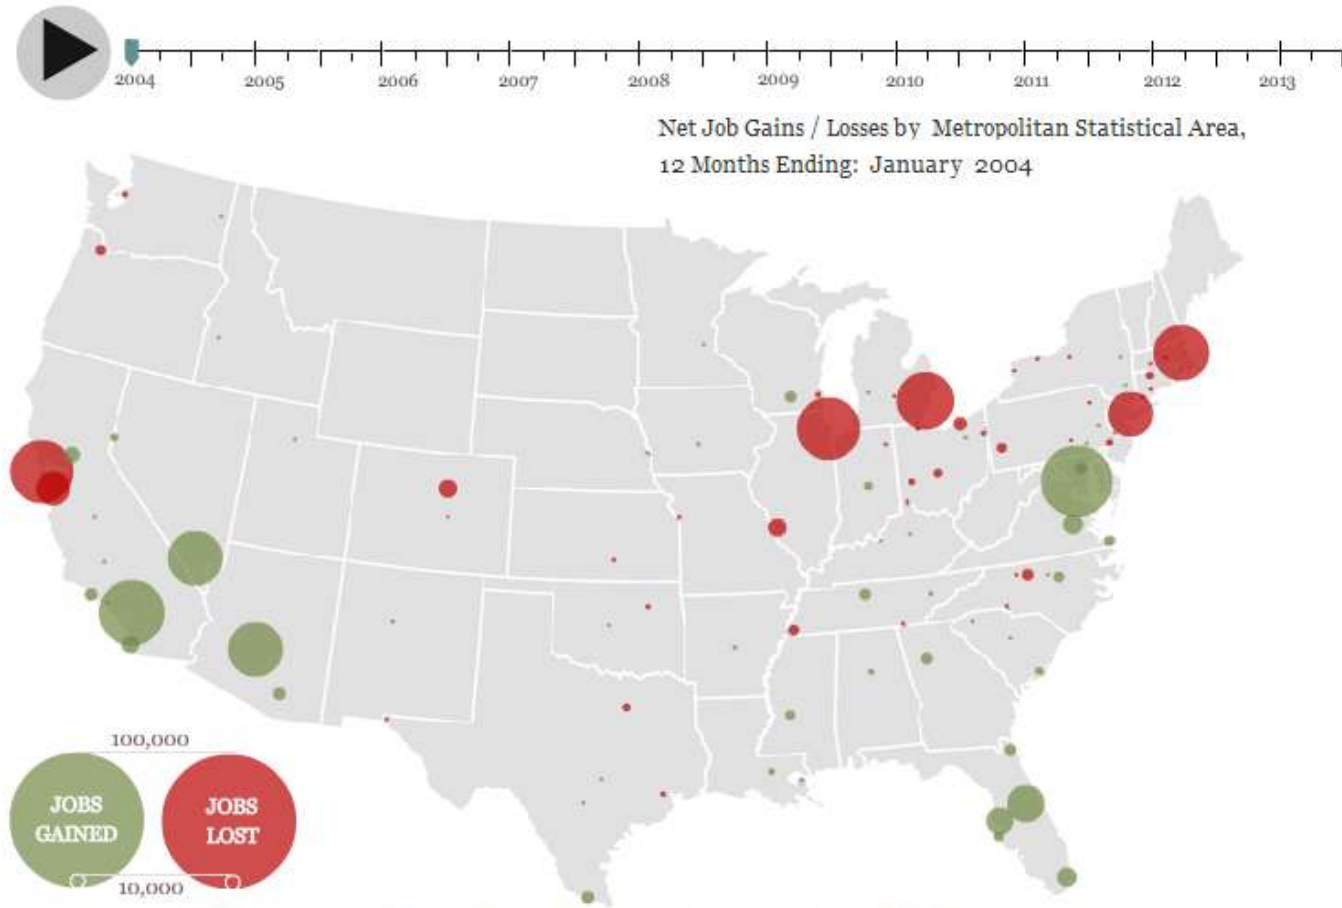 2004 2005 2006 2007 2008 2009 2010 2011 2012 2013
Net Job Gains / Losses by Metropolitan Statistical Area,
12 Months Ending: January 2004
100,000
JOBS
GAINED
JOBS
LOST
10,000